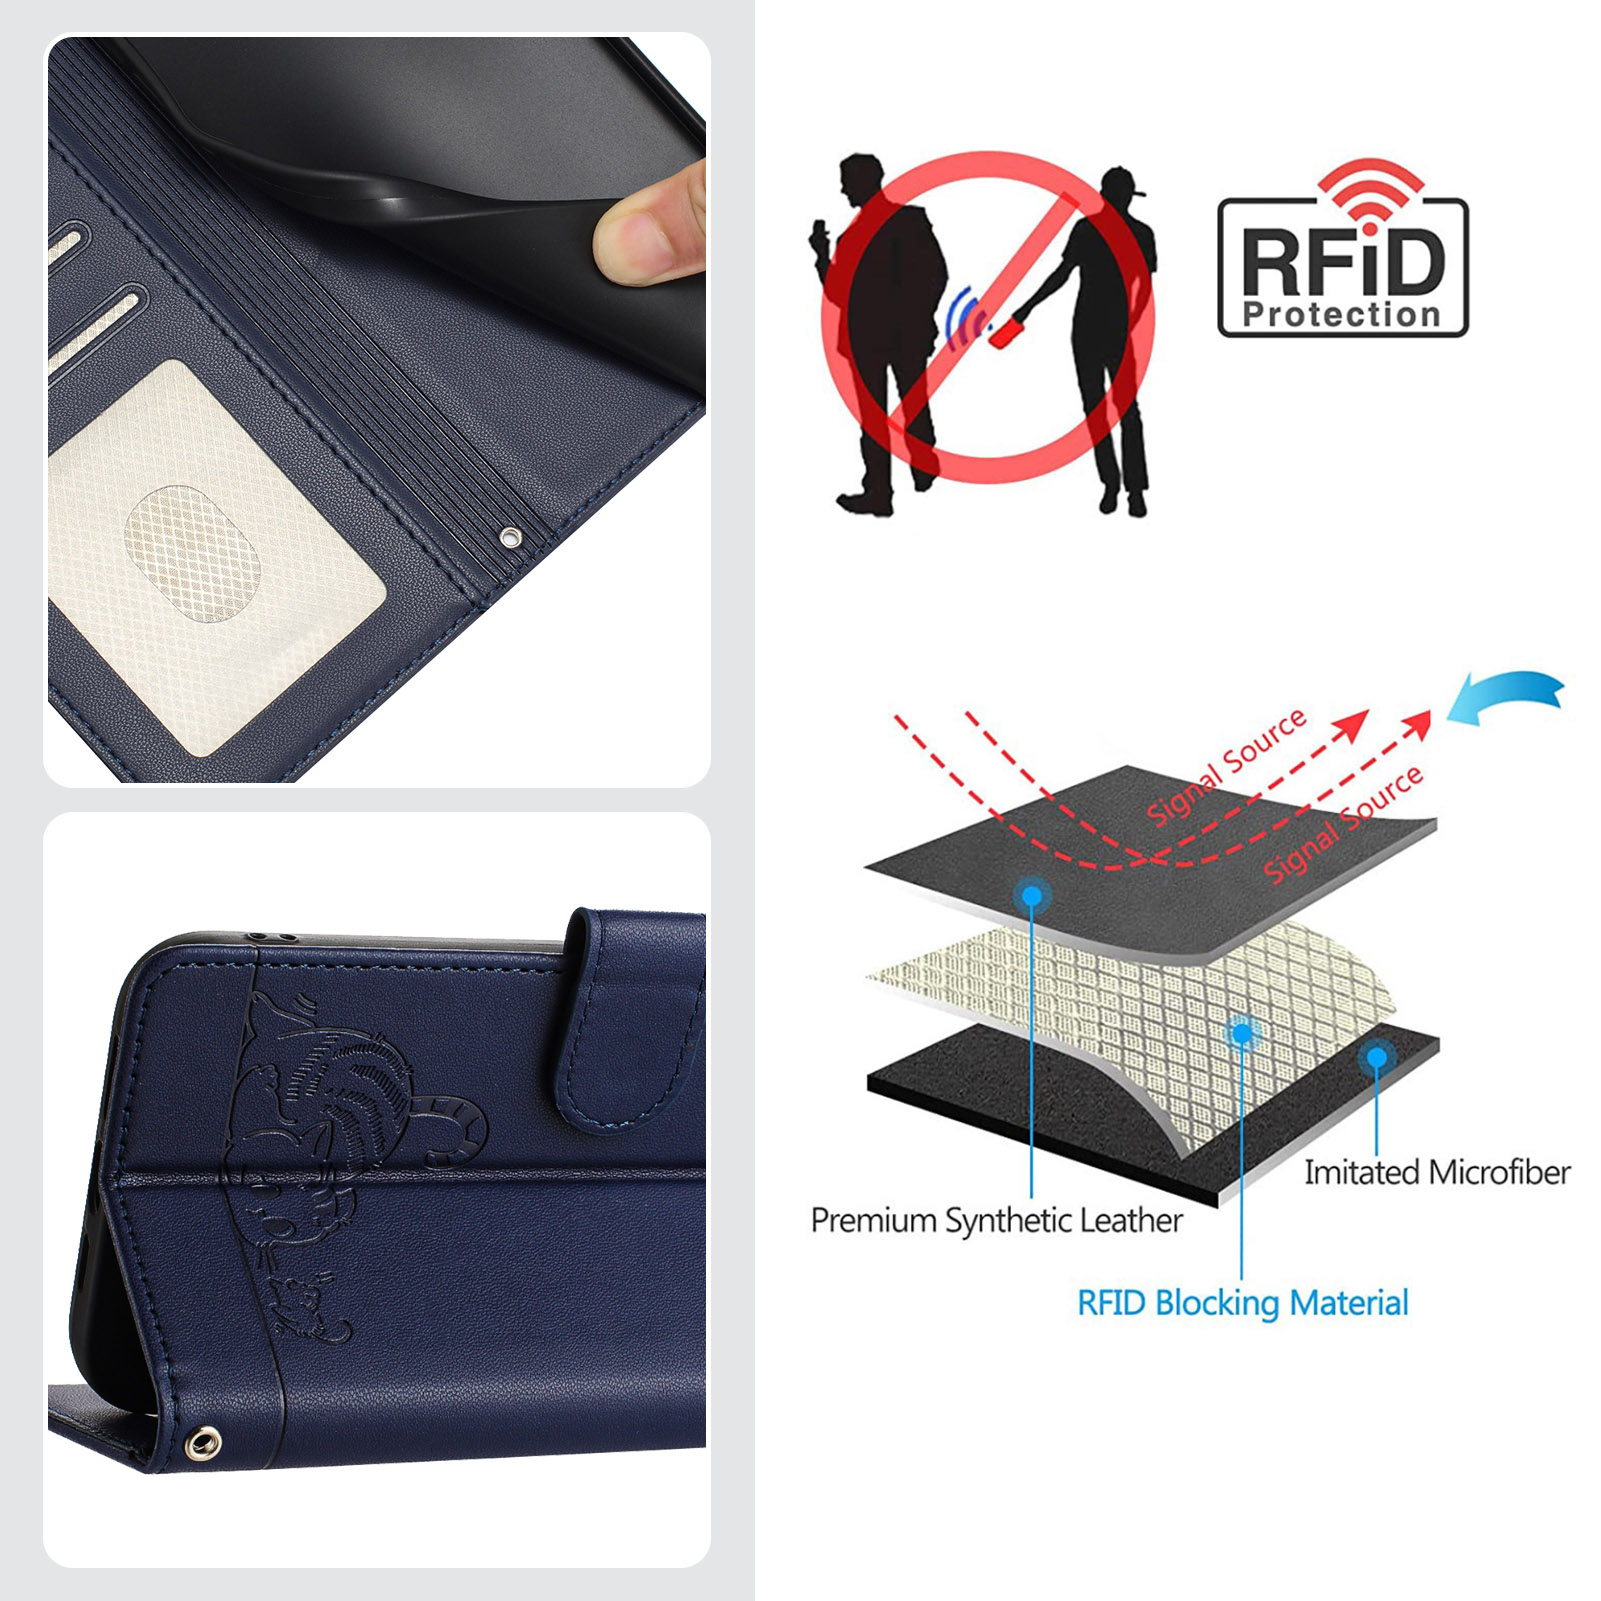 RFiD
Protection
Signal Source
Signal Source
Imitated Microfiber
Premium Synthetic Leather
RFID Blocking Material